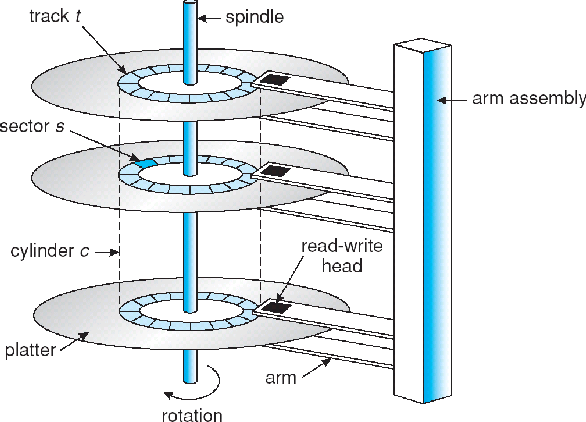 track t
spindle
arm assembly
sector s
cylinder c
read-write
head
platter
arm
rotation